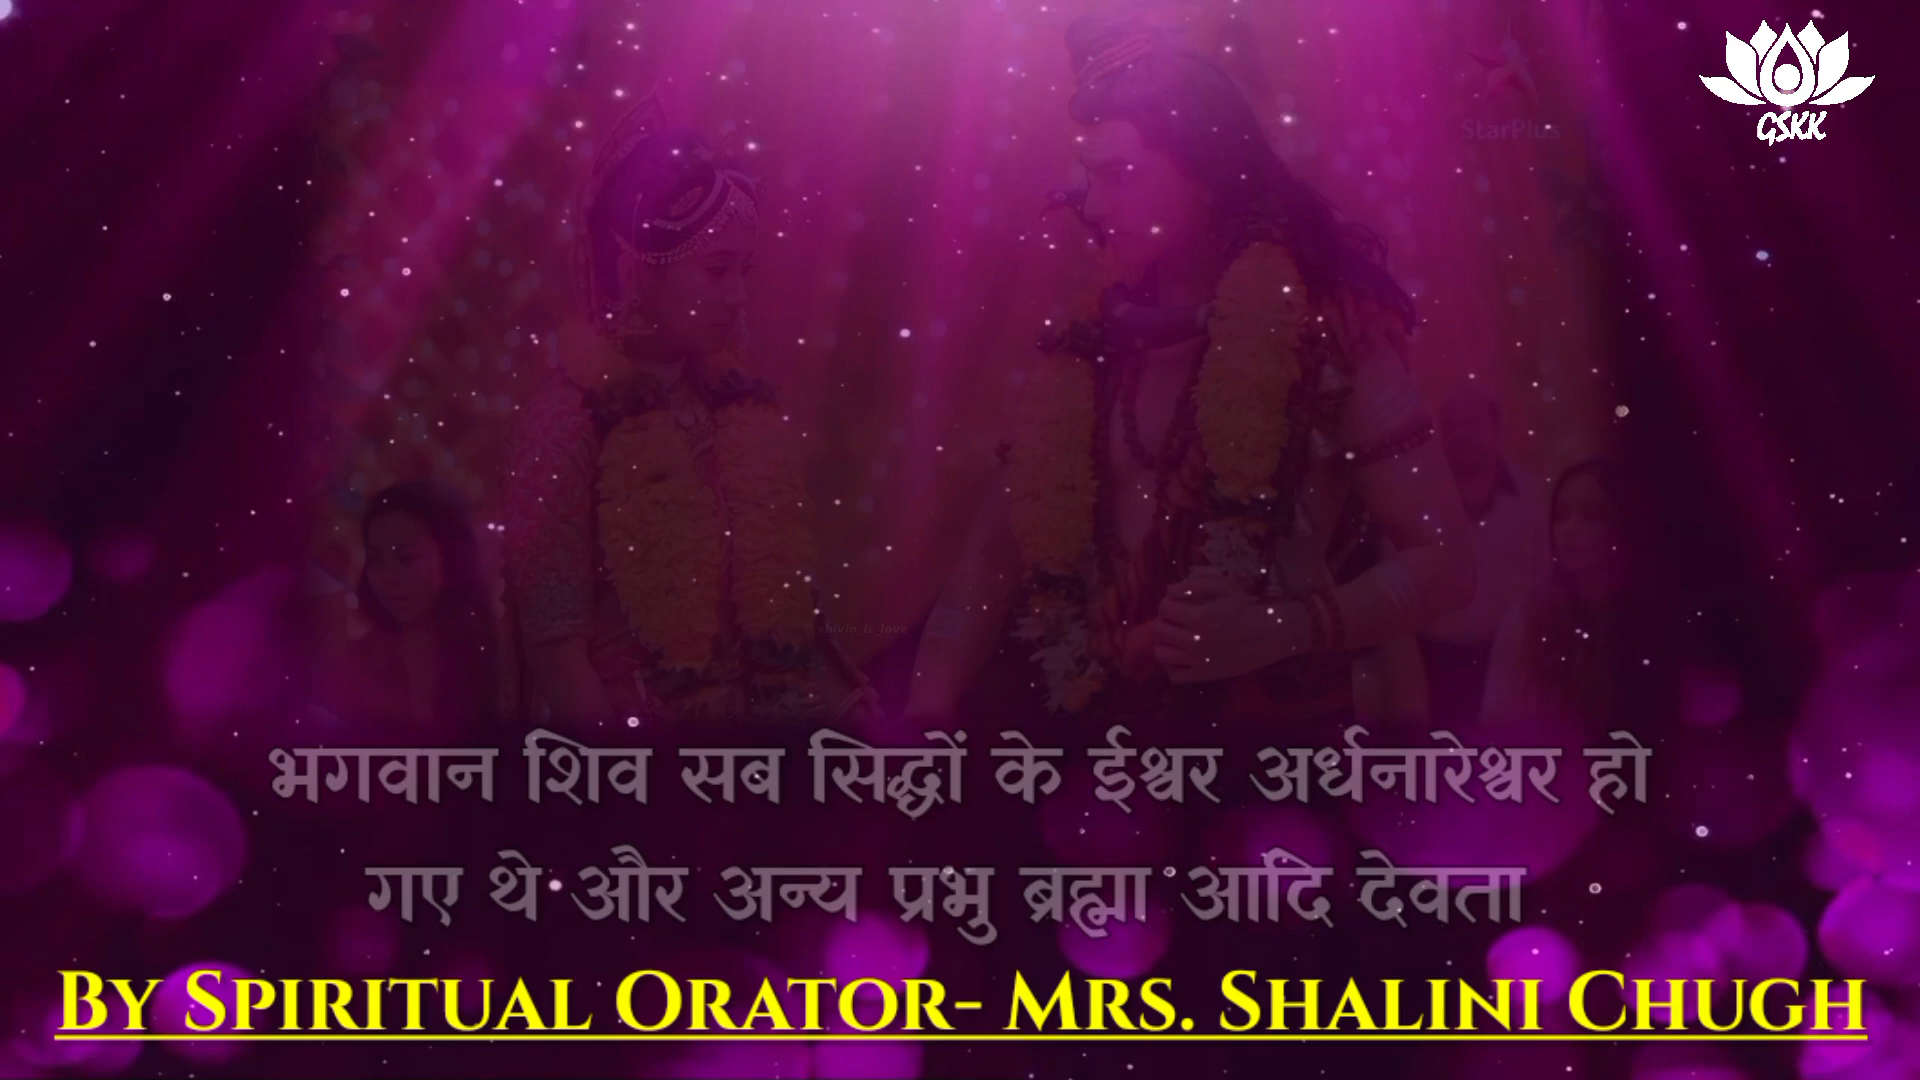 GSKK
StarPlus
shivin_is_love
भगवान शिव सब सिद्धों के ईश्वर अर्धनारेश्वर हो
गए थे और अन्य प्रभु ब्रह्मा आदि देवता
By Spiritual Orator- Mrs. Shalini Chugh